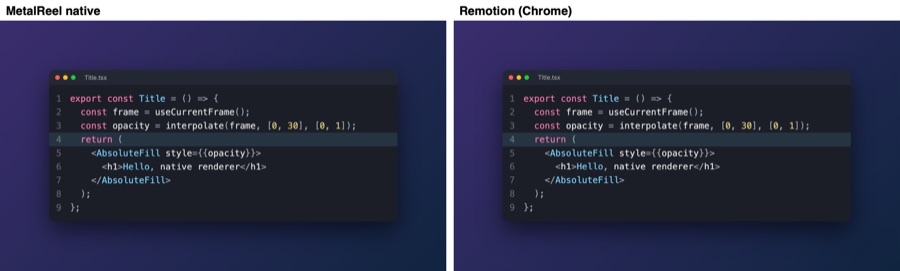 MetalReel native
Title.tsx
1 export const Title = () => {
2   const frame = useCurrentFrame();
3   const opacity = interpolate(frame, [0, 30], [0, 1]);
4   return (
5     <AbsoluteFill style={{opacity}}>
6       <h1>Hello, native renderer</h1>
7     </AbsoluteFill>
8   );
9 };
Remotion (Chrome)
Title.tsx
1 export const Title = () => {
2   const frame = useCurrentFrame();
3   const opacity = interpolate(frame, [0, 30], [0, 1]);
4   return (
5     <AbsoluteFill style={{opacity}}>
6       <h1>Hello, native renderer</h1>
7     </AbsoluteFill>
8   );
9 };